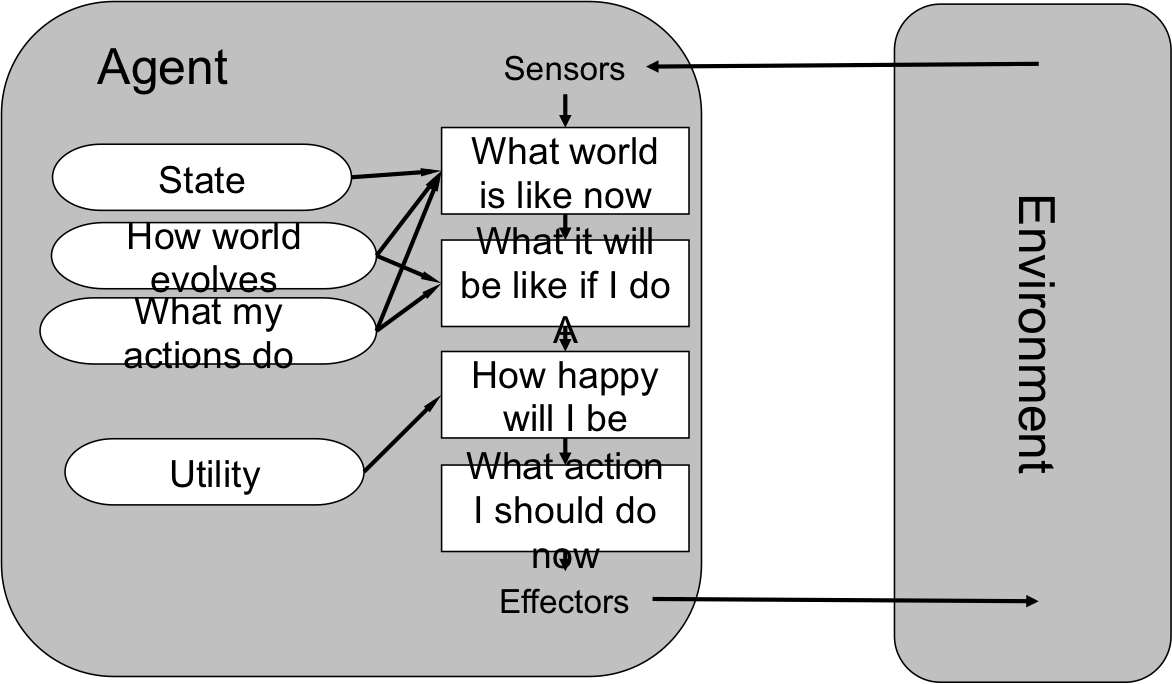 Agent
Sensors
State
How world
evolves
What my
actions do
Utility
What world
is like now
What it will
be like if I do
A
How happy
will I be
What action
I should do
now
Effectors
Environment